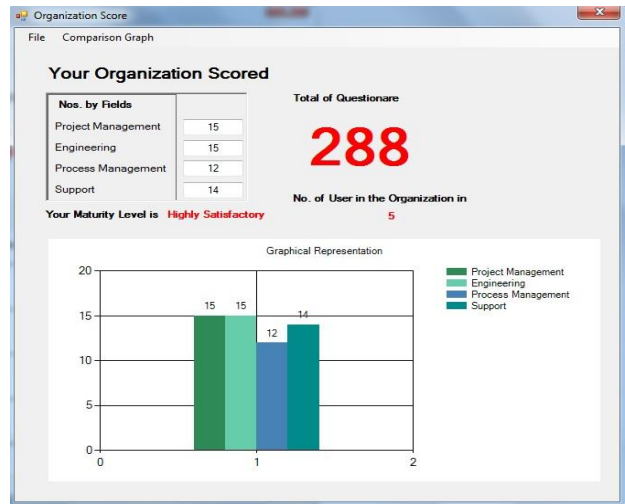 Organization Score
File Comparison Graph
Your Organization Scored
Nos. by Fields
Project Management 15
Engineering 15
Process Management 12
Support 14
Your Maturity Level is Highly Satisfactory
Total of Questionare
288
No. of User in the Organization in
5
Graphical Representation
20
15
10
5
0
0 1 2
15 15 12 14
Project Management
Engineering
Process Management
Support